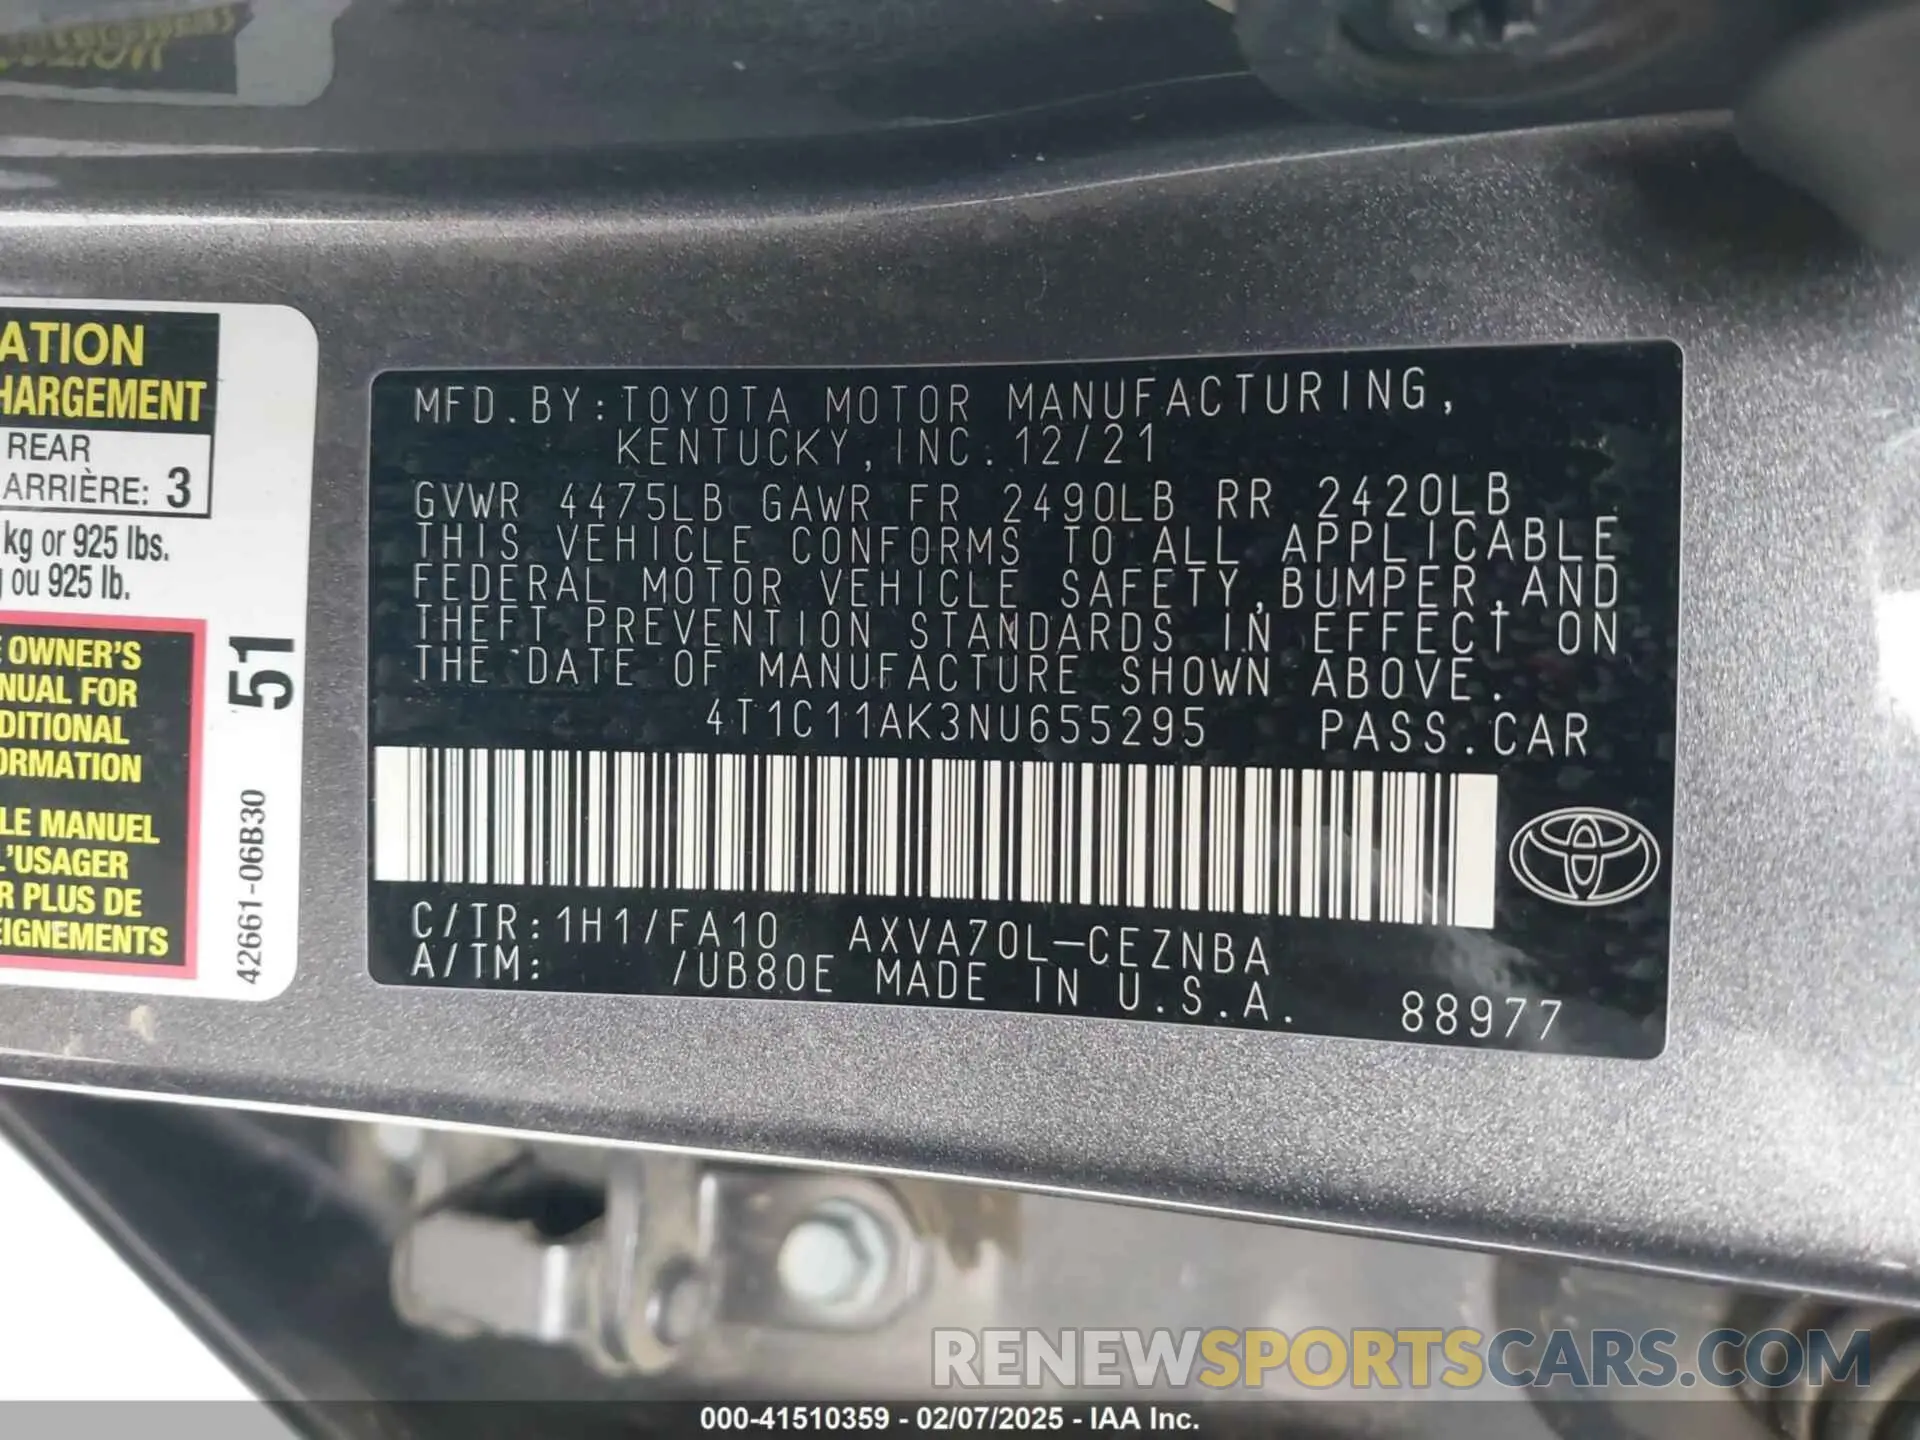 ATION
HARGEMENT
REAR
ARRIÈRE: 3
kg or 925 lbs.
ou 925 lb.
OWNER'S
NUAL FOR
DITIONAL
ORMATION
LE MANUEL
L'USAGER
R PLUS DE
EIGNEMENTS
51
42661-06B30
MFD.BY:TOYOTA MOTOR MANUFACTURING,
KENTUCKY,INC.12/21
GVWR 4475LB GAWR FR 2490LB RR 2420LB
THIS VEHICLE CONFORMS TO ALL APPLICABLE
FEDERAL MOTOR VEHICLE SAFETY,BUMPER,AND
THEFT PREVENTION STANDARDS IN EFFECT ON
THE DATE OF MANUFACTURE SHOWN ABOVE.
4T1C11AK3NU655295 PASS.CAR
C/TR:1H1/FA10 AXVA70L-CEZNBA
A/TM: /UB80E MADE IN U.S.A. 88977
RENEWSPORTSCARS.COM
000-41510359 - 02/07/2025 - IAA Inc.